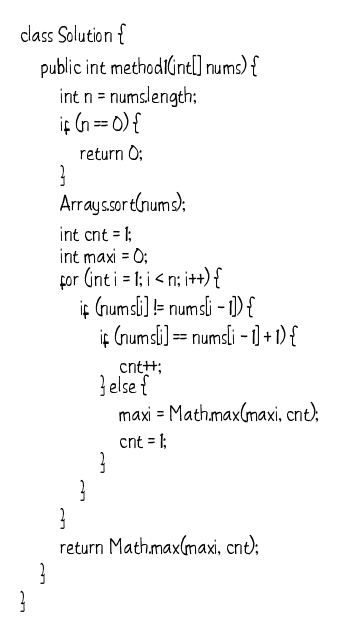 class Solution {
public int method1(int[] nums) {
int n = nums.length;
if (n == 0) {
return 0;
}
Arrays.sort(nums);
int cnt = 1;
int maxi = 0;
for (int i = 1; i < n; i++) {
if (nums[i] != nums[i - 1]) {
if (nums[i] == nums[i - 1] + 1) {
cnt++;
} else {
maxi = Math.max(maxi, cnt);
cnt = 1;
}
}
}
return Math.max(maxi, cnt);
}
}